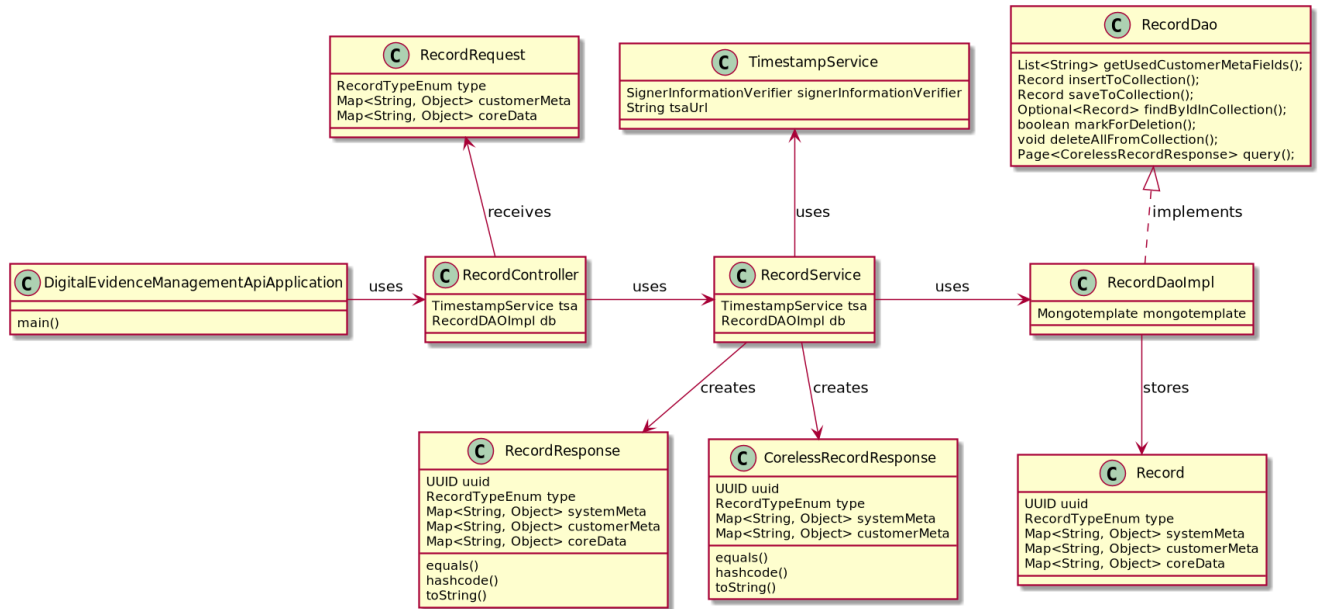 C RecordDao
List<String> getUsedCustomerMetaFields();
Record insertToCollection();
Record saveToCollection();
Optional<Record> findByIdInCollection();
boolean markForDeletion();
void deleteAllFromCollection();
Page<CorelessRecordResponse> query();
C RecordRequest
RecordTypeEnum type
Map<String, Object> customerMeta
Map<String, Object> coreData
C TimestampService
SignerInformationVerifier signerInformationVerifier
String tsaUrl
receives
uses
implements
C DigitalEvidenceManagementApiApplication
main()
uses
C RecordController
TimestampService tsa
RecordDAOImpl db
uses
C RecordService
TimestampService tsa
RecordDAOImpl db
uses
C RecordDaoImpl
Mongotemplate mongotemplate
creates
creates
stores
C RecordResponse
UUID uuid
RecordTypeEnum type
Map<String, Object> systemMeta
Map<String, Object> customerMeta
Map<String, Object> coreData
equals()
hashcode()
toString()
C CorelessRecordResponse
UUID uuid
RecordTypeEnum type
Map<String, Object> systemMeta
Map<String, Object> customerMeta
equals()
hashcode()
toString()
C Record
UUID uuid
RecordTypeEnum type
Map<String, Object> systemMeta
Map<String, Object> customerMeta
Map<String, Object> coreData